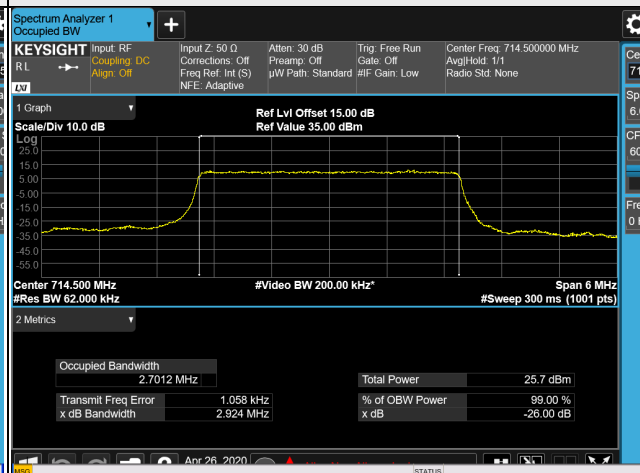 Spectrum Analyzer 1
Occupied BW
KEYSIGHT
RL
LXI
Input: RF
Coupling: DC
Align: Off
Input Z: 50 Ω
Corrections: Off
Freq Ref: Int (S)
NFE: Adaptive
Atten: 30 dB
Preamp: Off
µW Path: Standard
Trig: Free Run
Gate: Off
#IF Gain: Low
Center Freq: 714.500000 MHz
Avg|Hold: 1/1
Radio Std: None
1 Graph
Scale/Div 10.0 dB
Ref Lvl Offset 15.00 dB
Ref Value 35.00 dBm
Log
25.0
15.0
5.00
-5.00
-15.0
-25.0
-35.0
-45.0
-55.0
Center 714.500 MHz
#Video BW 200.00 kHz*
Span 6 MHz
#Res BW 62.000 kHz
#Sweep 300 ms (1001 pts)
2 Metrics
Occupied Bandwidth
2.7012 MHz
Total Power 25.7 dBm
Transmit Freq Error 1.058 kHz
% of OBW Power 99.00 %
x dB Bandwidth 2.924 MHz
x dB -26.00 dB
Apr 26, 2020
MSG
STATUS